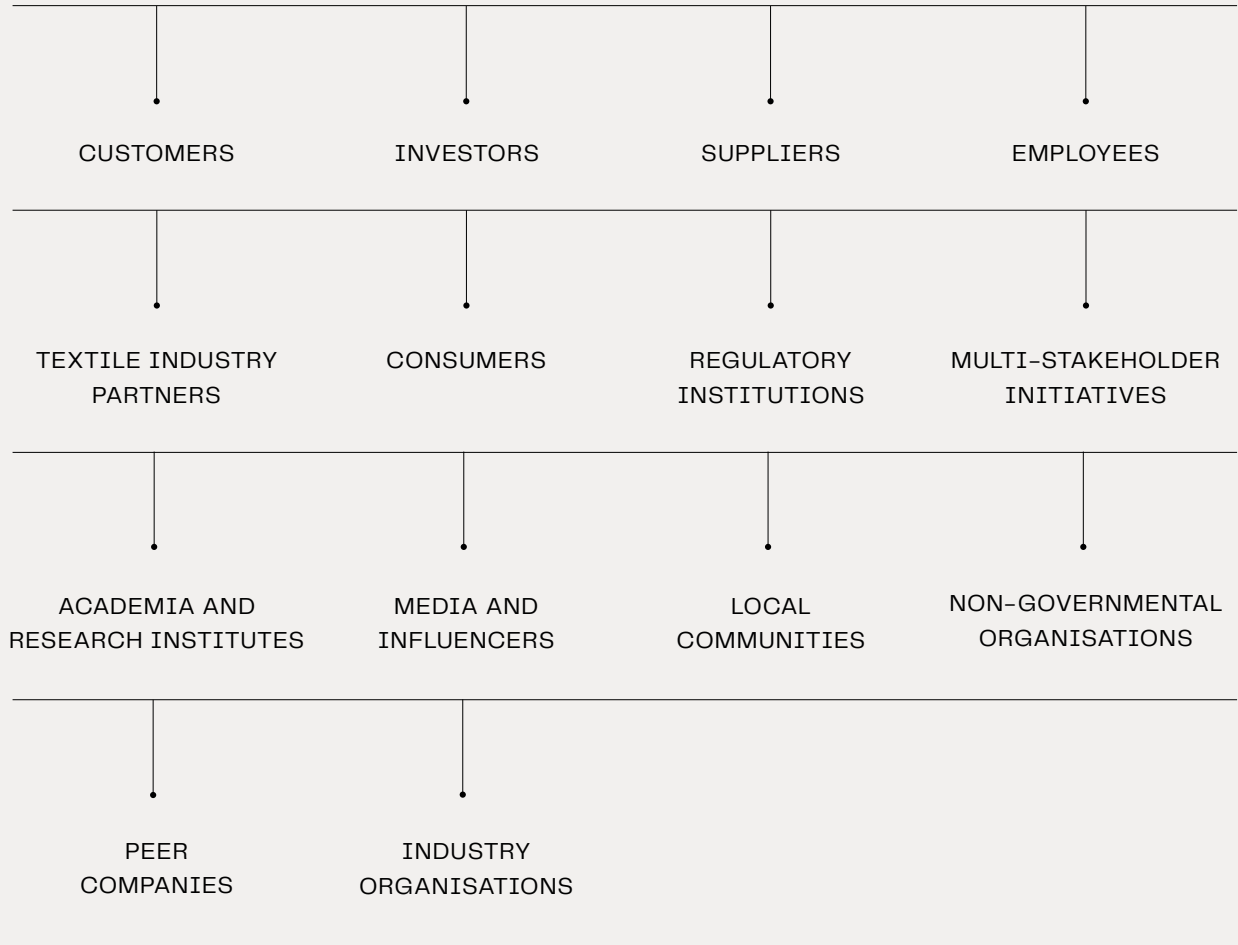 CUSTOMERS
INVESTORS
SUPPLIERS
EMPLOYEES
TEXTILE INDUSTRY
PARTNERS
CONSUMERS
REGULATORY
INSTITUTIONS
MULTI-STAKEHOLDER
INITIATIVES
ACADEMIA AND
RESEARCH INSTITUTES
MEDIA AND
INFLUENCERS
LOCAL
COMMUNITIES
NON-GOVERNMENTAL
ORGANISATIONS
PEER
COMPANIES
INDUSTRY
ORGANISATIONS